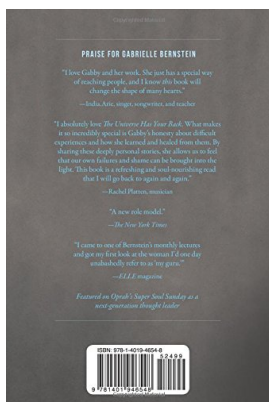 PRAISE FOR GABRIELLE BERNSTEIN
"I love Gabby and her work. She just has a special way
of teaching people, and I know this book will
change the shape of many hearts."
—India.Arie, singer, songwriter, and teacher
"I absolutely love The Universe Has Your Back. What makes
it so incredibly special is Gabby's honesty about difficult
experiences and how she learned and healed from them. By
sharing these deeply personal stories, she allows us to feel
that our own failures and shame can be brought into the
light. This book is a refreshing and soul-nourishing read
that I will go back to again and again."
—Rachel Platten, musician
"A new role model."
—The New York Times
"I came to one of Bernstein's monthly lectures
and got my first look at the woman I'd one day
unabashedly refer to as 'my guru.'"
—ELLE magazine
Featured on Oprah's Super Soul Sunday as a
next-generation thought leader
ISBN: 978-1-4019-4654-8
52499
9 781401 946548